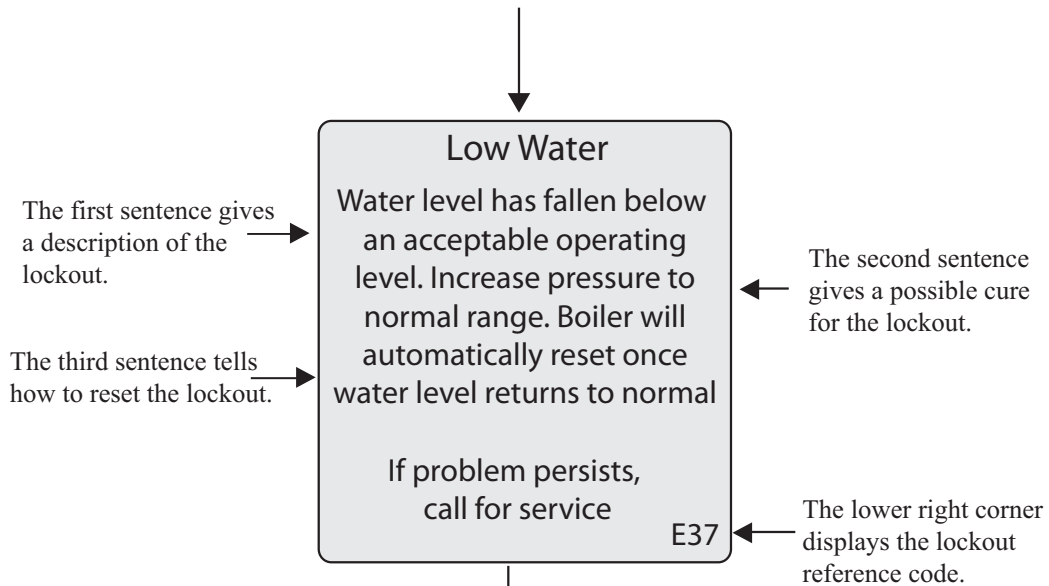 Low Water
Water level has fallen below
an acceptable operating
level. Increase pressure to
normal range. Boiler will
automatically reset once
water level returns to normal
If problem persists,
call for service
E37
The first sentence gives
a description of the
lockout.
The third sentence tells
how to reset the lockout.
The second sentence
gives a possible cure
for the lockout.
The lower right corner
displays the lockout
reference code.